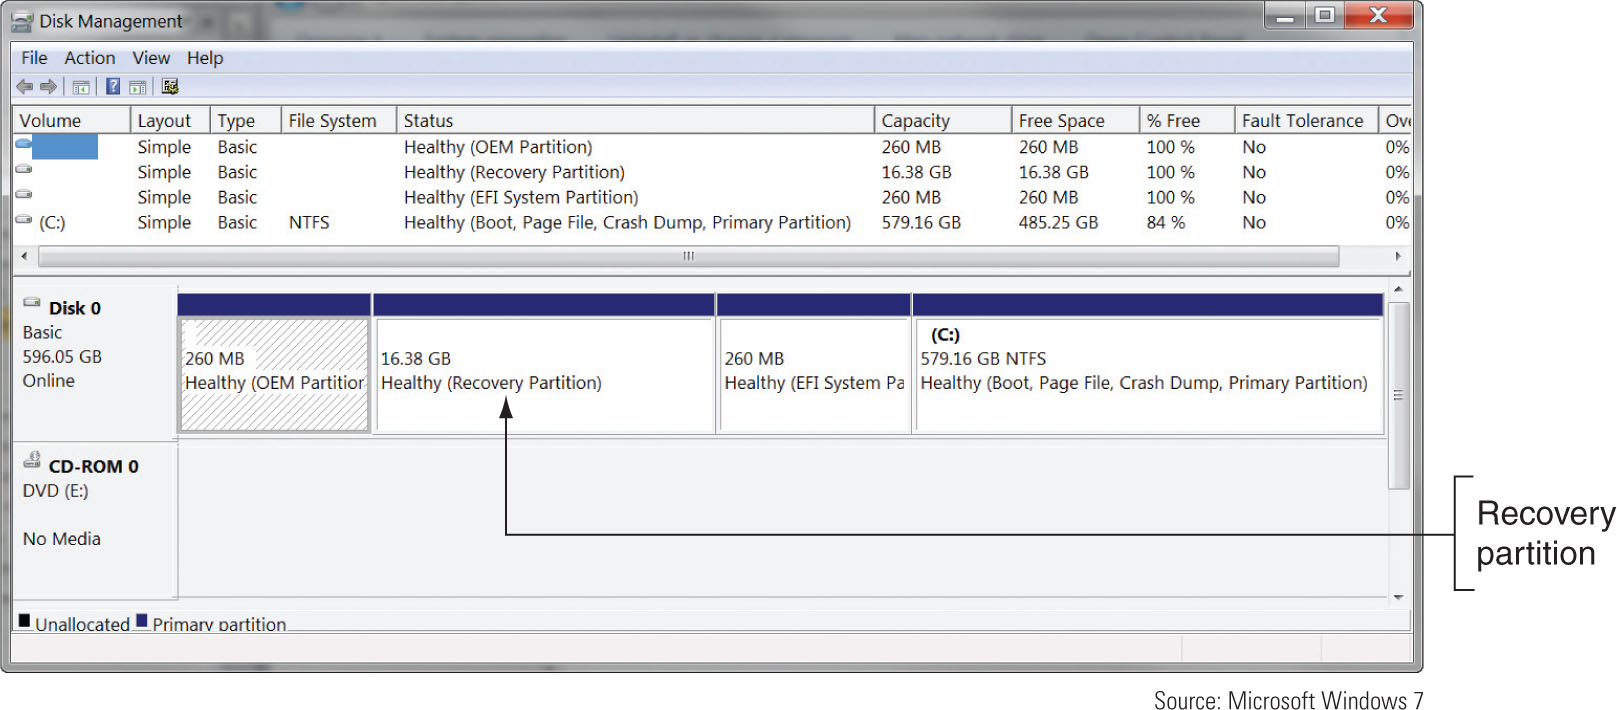 Disk Management
File Action View Help
Volume Layout Type File System Status Capacity Free Space % Free Fault Tolerance
Simple Basic Healthy (OEM Partition) 260 MB 260 MB 100 % No 0%
Simple Basic Healthy (Recovery Partition) 16.38 GB 16.38 GB 100 % No 0%
Simple Basic Healthy (EFI System Partition) 260 MB 260 MB 100 % No 0%
(C:) Simple Basic NTFS Healthy (Boot, Page File, Crash Dump, Primary Partition) 579.16 GB 485.25 GB 84 % No 0%
Disk 0
Basic
596.05 GB
Online
260 MB
Healthy (OEM Partition
16.38 GB
Healthy (Recovery Partition)
260 MB
Healthy (EFI System Pa
(C:)
579.16 GB NTFS
Healthy (Boot, Page File, Crash Dump, Primary Partition)
CD-ROM 0
DVD (E:)
No Media
Recovery
partition
Unallocated Primary partition
Source: Microsoft Windows 7